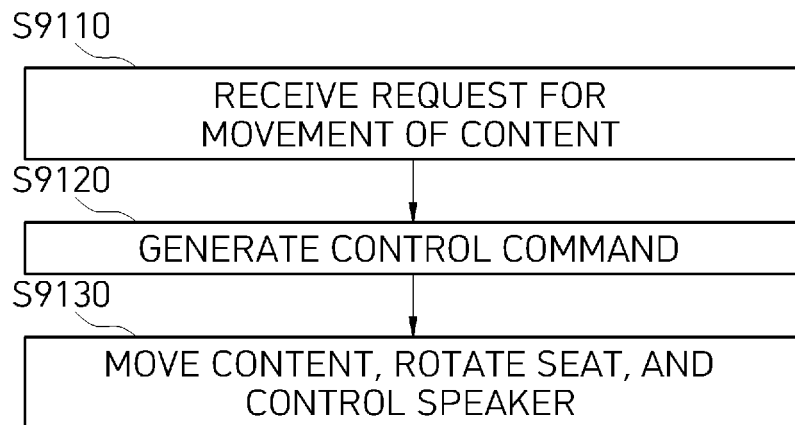 S9110
RECEIVE REQUEST FOR
MOVEMENT OF CONTENT
S9120
GENERATE CONTROL COMMAND
S9130
MOVE CONTENT, ROTATE SEAT, AND
CONTROL SPEAKER